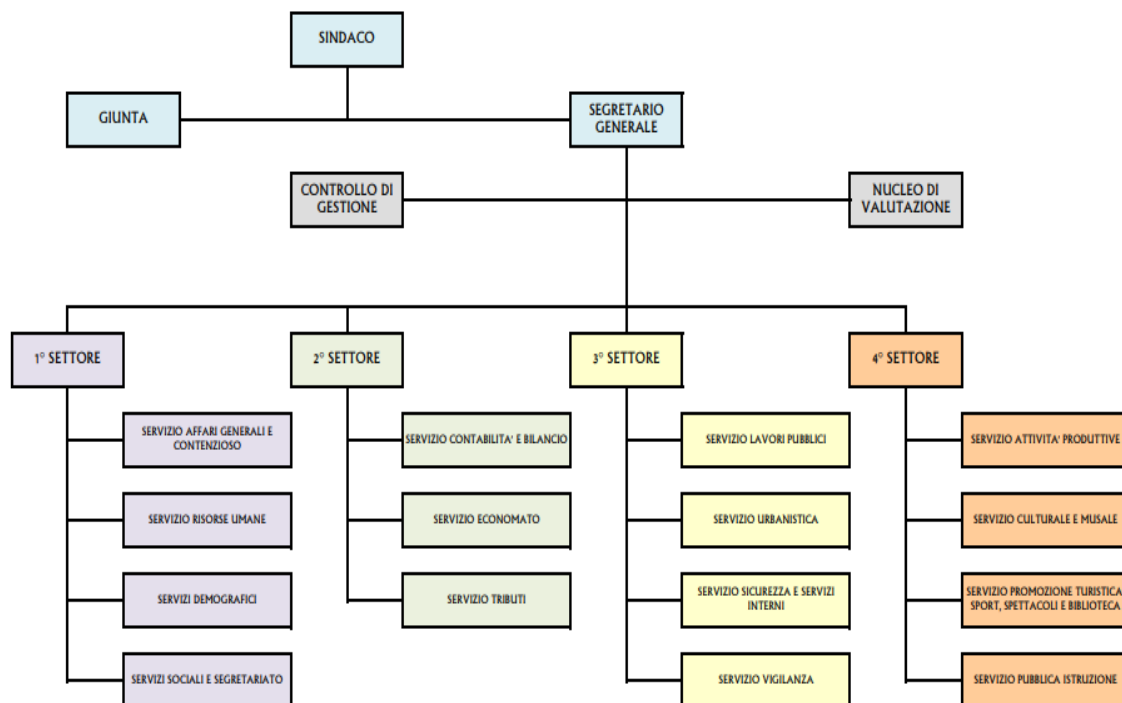 SINDACO
GIUNTA
SEGRETARIO
GENERALE
CONTROLLO DI
GESTIONE
NUCLEO DI
VALUTAZIONE
1° SETTORE
2° SETTORE
3° SETTORE
4° SETTORE
SERVIZIO AFFARI GENERALI E
CONTENZIOSO
SERVIZIO RISORSE UMANE
SERVIZI DEMOGRAFICI
SERVIZI SOCIALI E SEGRETARIATO
SERVIZIO CONTABILITA' E BILANCIO
SERVIZIO ECONOMATO
SERVIZIO TRIBUTI
SERVIZIO LAVORI PUBBLICI
SERVIZIO URBANISTICA
SERVIZIO SICUREZZA E SERVIZI
INTERNI
SERVIZIO VIGILANZA
SERVIZIO ATTIVITA' PRODUTTIVE
SERVIZIO CULTURALE E MUSALE
SERVIZIO PROMOZIONE TURISTICA
SPORT, SPETTACOLI E BIBLIOTECA
SERVIZIO PUBBLICA ISTRUZIONE